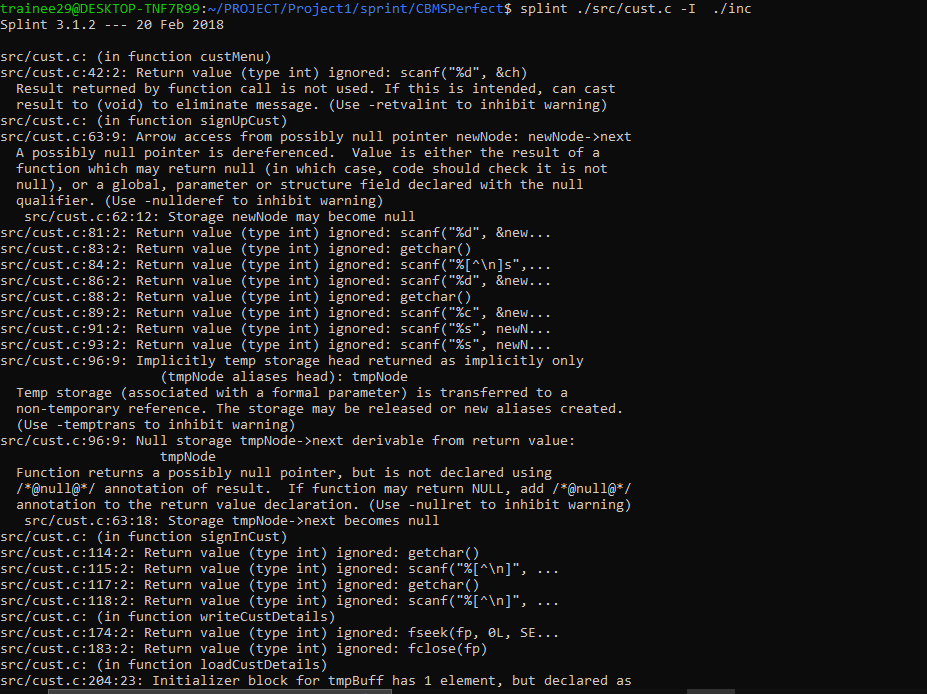 trainee29@DESKTOP-TNF7R99:~/PROJECT/Project1/sprint/CBMSPerfect$ splint ./src/cust.c -I  ./inc
Splint 3.1.2 --- 20 Feb 2018

src/cust.c: (in function custMenu)
src/cust.c:42:2: Return value (type int) ignored: scanf("%d", &ch)
  Result returned by function call is not used. If this is intended, can cast
  result to (void) to eliminate message. (Use -retvalint to inhibit warning)
src/cust.c: (in function signUpCust)
src/cust.c:63:9: Arrow access from possibly null pointer newNode: newNode->next
  A possibly null pointer is dereferenced.  Value is either the result of a
  function which may return null (in which case, code should check it is not
  null), or a global, parameter or structure field declared with the null
  qualifier. (Use -nullderef to inhibit warning)
   src/cust.c:62:12: Storage newNode may become null
src/cust.c:81:2: Return value (type int) ignored: scanf("%d", &new...
src/cust.c:83:2: Return value (type int) ignored: getchar()
src/cust.c:84:2: Return value (type int) ignored: scanf("%[^\n]s",...
src/cust.c:86:2: Return value (type int) ignored: scanf("%d", &new...
src/cust.c:88:2: Return value (type int) ignored: getchar()
src/cust.c:89:2: Return value (type int) ignored: scanf("%c", &new...
src/cust.c:91:2: Return value (type int) ignored: scanf("%s", newN...
src/cust.c:93:2: Return value (type int) ignored: scanf("%s", newN...
src/cust.c:96:9: Implicitly temp storage head returned as implicitly only
                    (tmpNode aliases head): tmpNode
  Temp storage (associated with a formal parameter) is transferred to a
  non-temporary reference. The storage may be released or new aliases created.
  (Use -temptrans to inhibit warning)
src/cust.c:96:9: Null storage tmpNode->next derivable from return value:
                    tmpNode
  Function returns a possibly null pointer, but is not declared using
  /*@null@*/ annotation of result.  If function may return NULL, add /*@null@*/
  annotation to the return value declaration. (Use -nullret to inhibit warning)
   src/cust.c:63:18: Storage tmpNode->next becomes null
src/cust.c: (in function signInCust)
src/cust.c:114:2: Return value (type int) ignored: getchar()
src/cust.c:115:2: Return value (type int) ignored: scanf("%[^\n]", ...
src/cust.c:117:2: Return value (type int) ignored: getchar()
src/cust.c:118:2: Return value (type int) ignored: scanf("%[^\n]", ...
src/cust.c: (in function writeCustDetails)
src/cust.c:174:2: Return value (type int) ignored: fseek(fp, 0L, SE...
src/cust.c:183:2: Return value (type int) ignored: fclose(fp)
src/cust.c: (in function loadCustDetails)
src/cust.c:204:23: Initializer block for tmpBuff has 1 element, but declared as